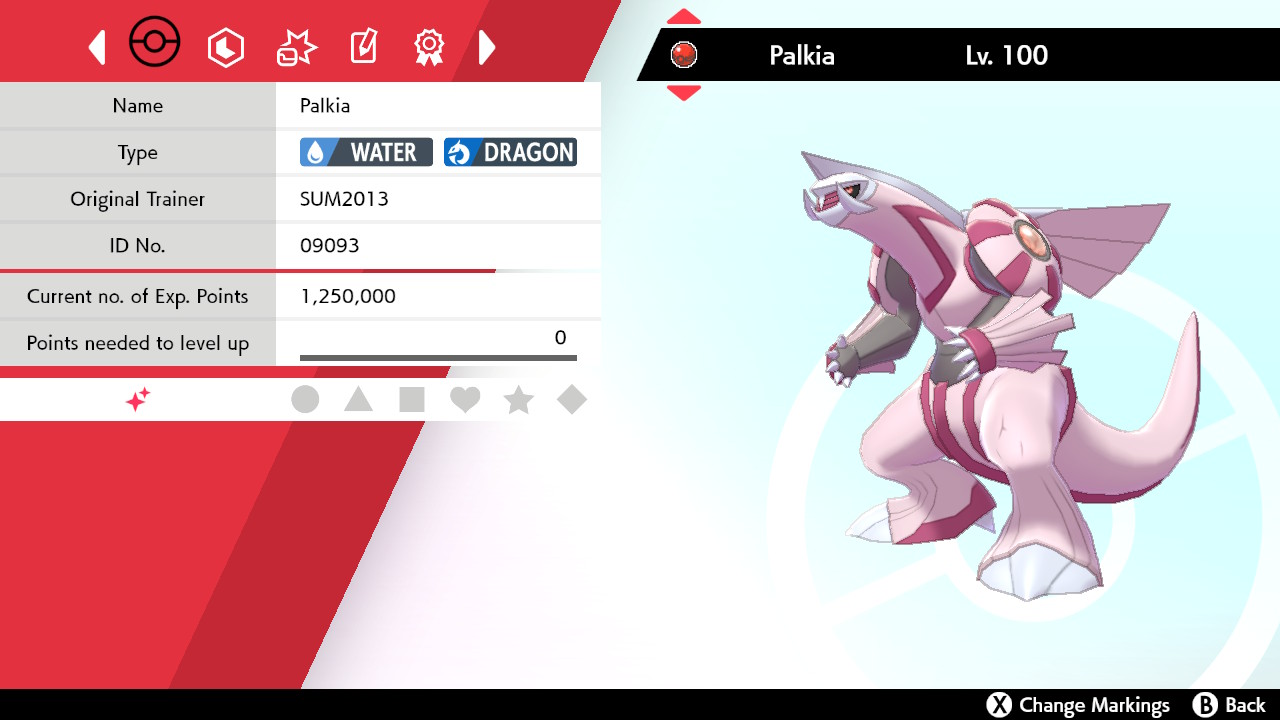 Palkia Lv. 100
Name Palkia
Type WATER DRAGON
Original Trainer SUM2013
ID No. 09093
Current no. of Exp. Points 1,250,000
Points needed to level up 0
X Change Markings B Back